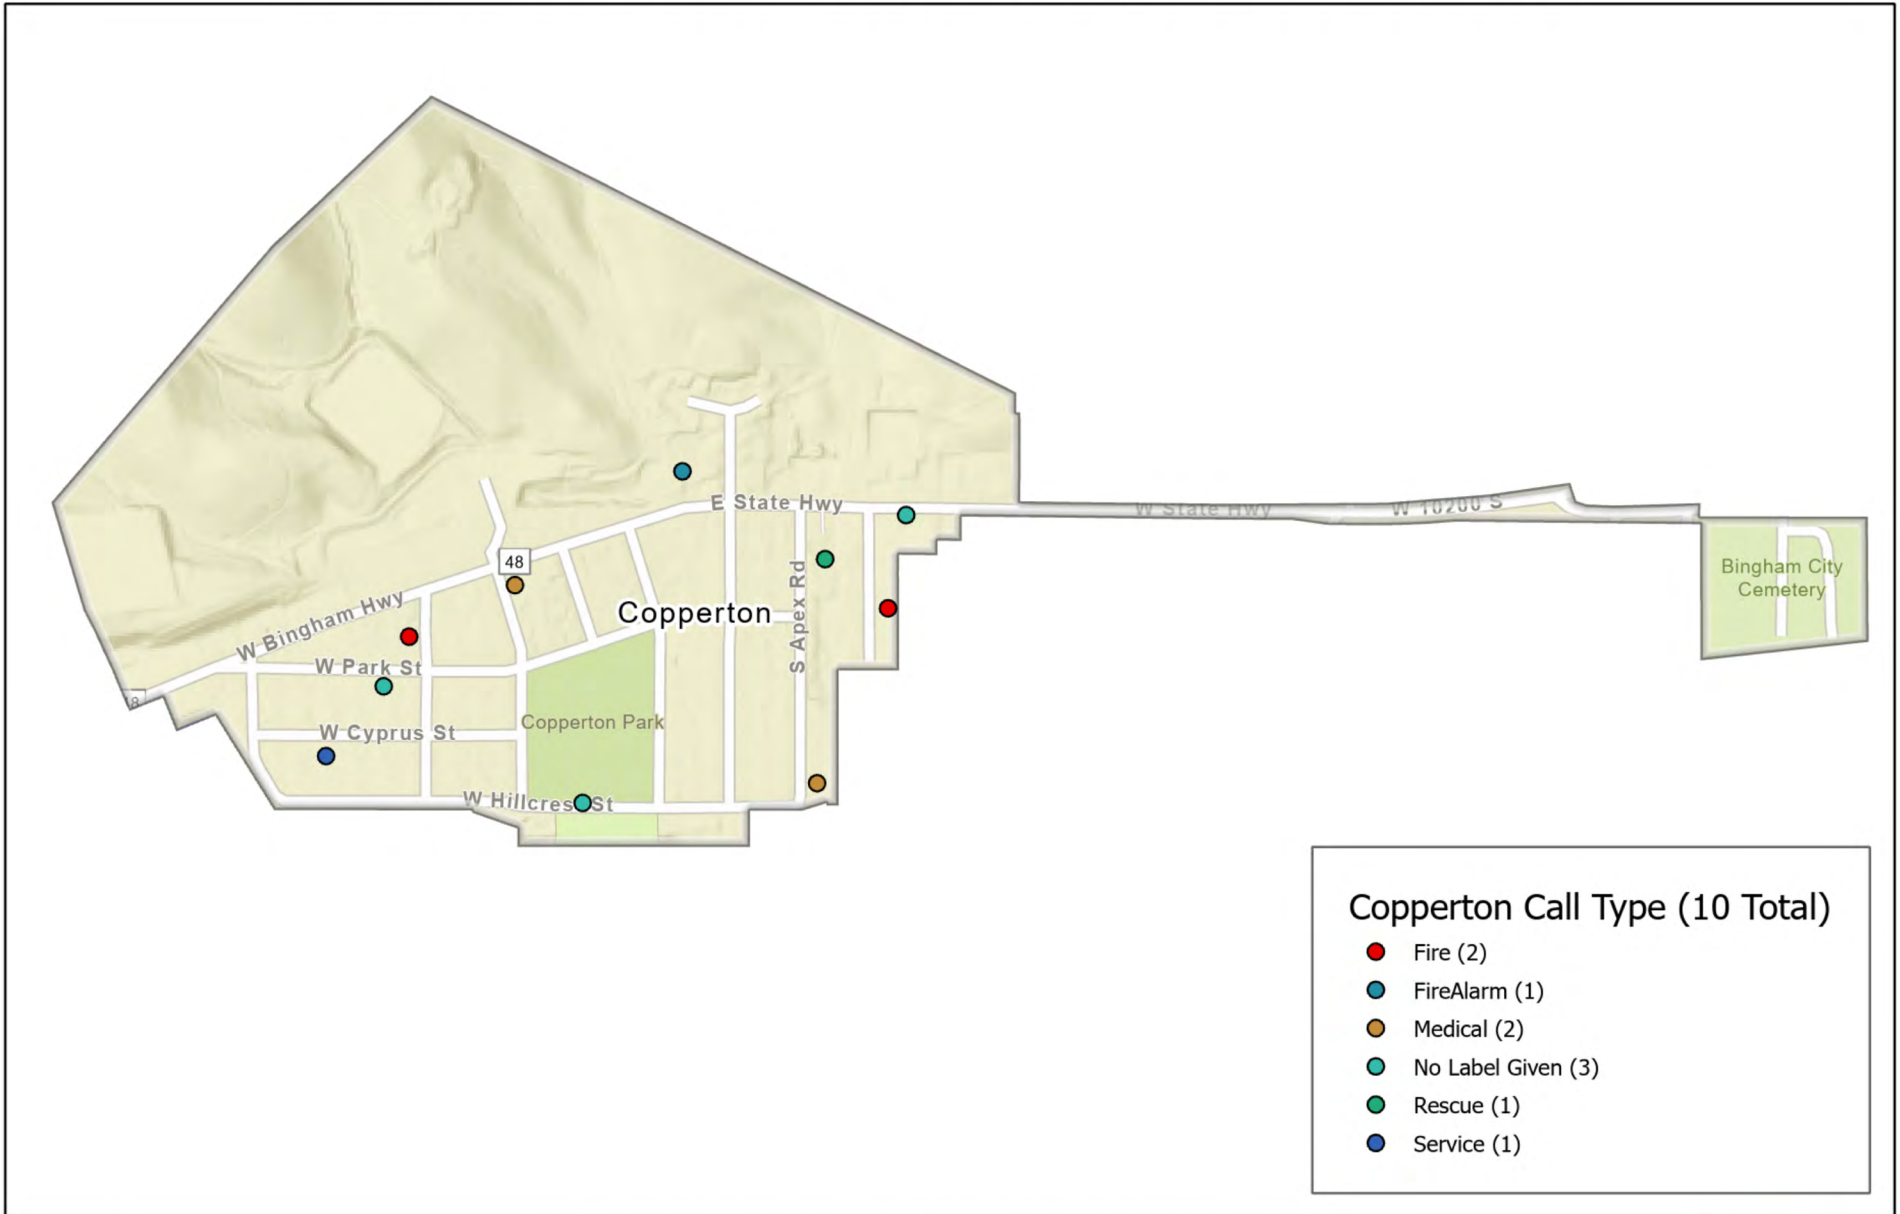 E State Hwy
W State Hwy
W 10200 S
48
Bingham City
Cemetery
W Bingham Hwy
Copperton
S Apex Rd
W Park St
8
Copperton Park
W Cyprus St
W Hillcres St
Copperton Call Type (10 Total)
Fire (2)
FireAlarm (1)
Medical (2)
No Label Given (3)
Rescue (1)
Service (1)